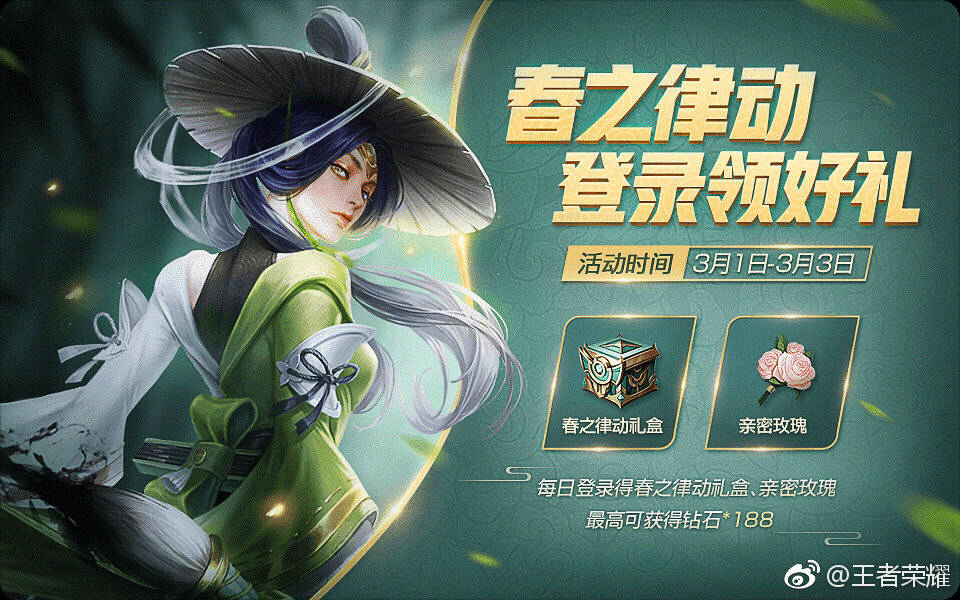 春之律动
登录领好礼
活动时间 3月1日-3月3日
春之律动礼盒 亲密玫瑰
每日登录得春之律动礼盒、亲密玫瑰
最高可获得钻石*188
@王者荣耀